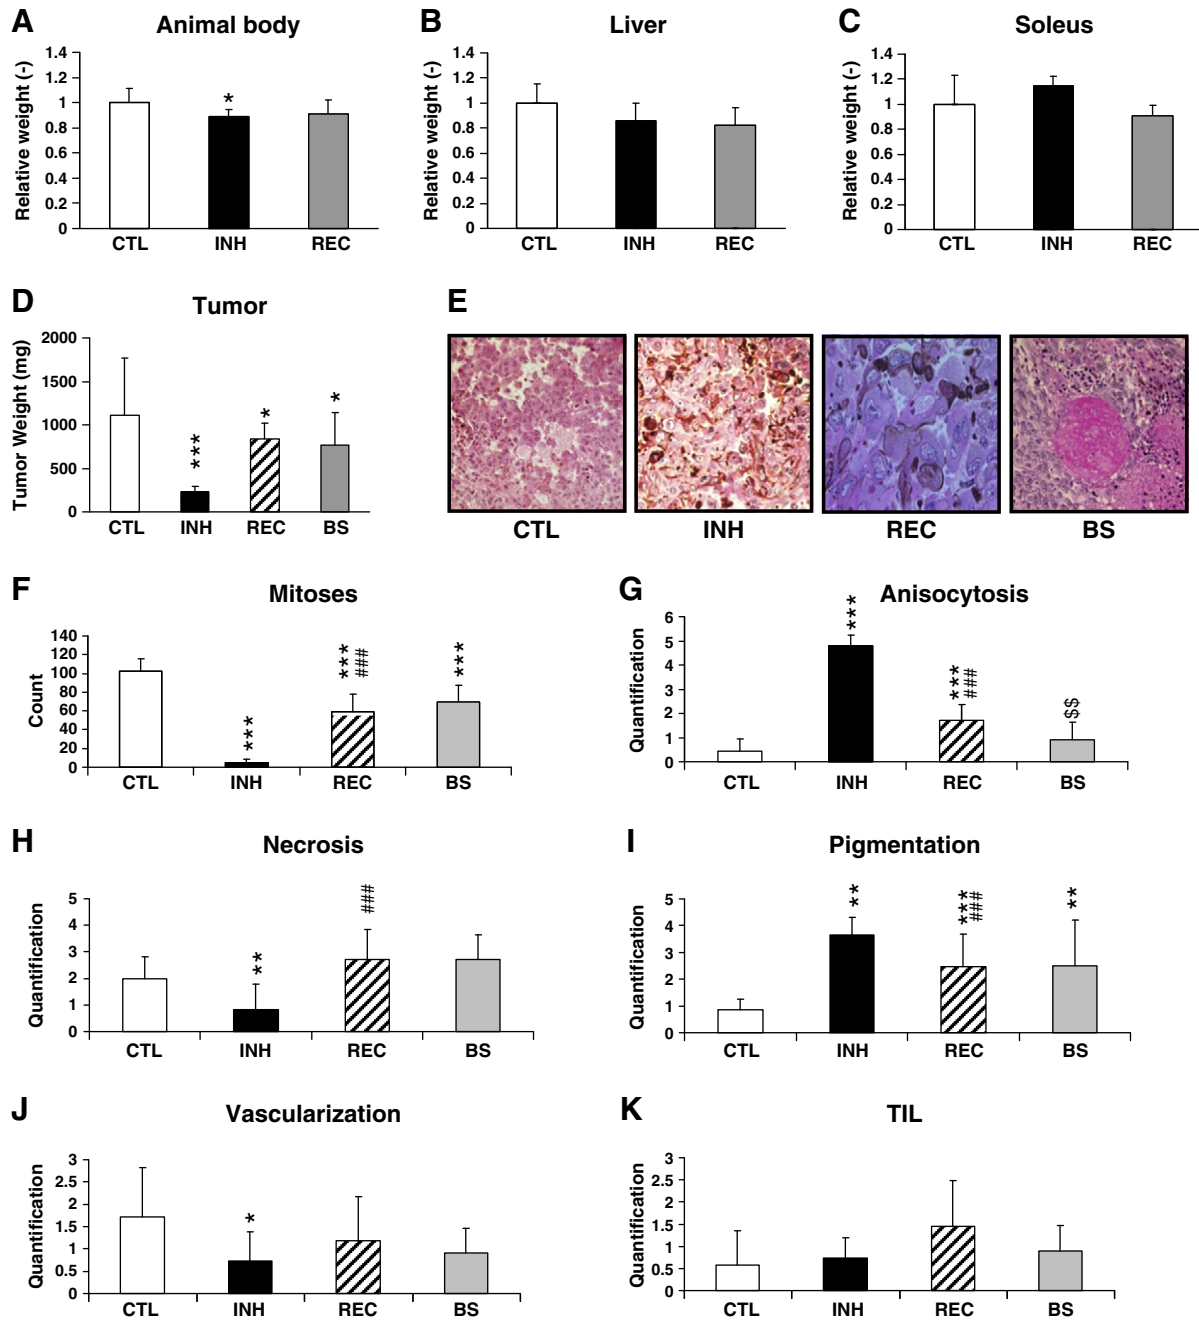 A Animal body
B Liver
C Soleus
Relative weight (-)
1.4
1.2
1
0.8
0.6
0.4
0.2
0
*
CTL INH REC
Relative weight (-)
1.4
1.2
1
0.8
0.6
0.4
0.2
0
CTL INH REC
Relative weight (-)
1.4
1.2
1
0.8
0.6
0.4
0.2
0
CTL INH REC
D Tumor
Tumor Weight (mg)
2000
1500
1000
500
0
***
*
*
CTL INH REC BS
E
CTL INH REC BS
F Mitoses
Count
140
120
100
80
60
40
20
0
***
***
###
***
CTL INH REC BS
G Anisocytosis
Quantification
6
5
4
3
2
1
0
***
***
###
$$
CTL INH REC BS
H Necrosis
Quantification
5
4
3
2
1
0
**
###
CTL INH REC BS
I Pigmentation
Quantification
5
4
3
2
1
0
**
***
###
**
CTL INH REC BS
J Vascularization
Quantification
3
2.5
2
1.5
1
0.5
0
*
CTL INH REC BS
K TIL
Quantification
3
2.5
2
1.5
1
0.5
0
CTL INH REC BS